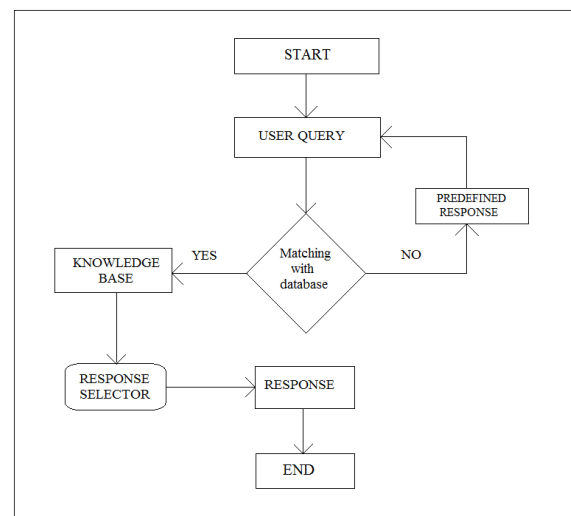 START
USER QUERY
PREDEFINED
RESPONSE
Matching
with
database
YES
NO
KNOWLEDGE
BASE
RESPONSE
SELECTOR
RESPONSE
END